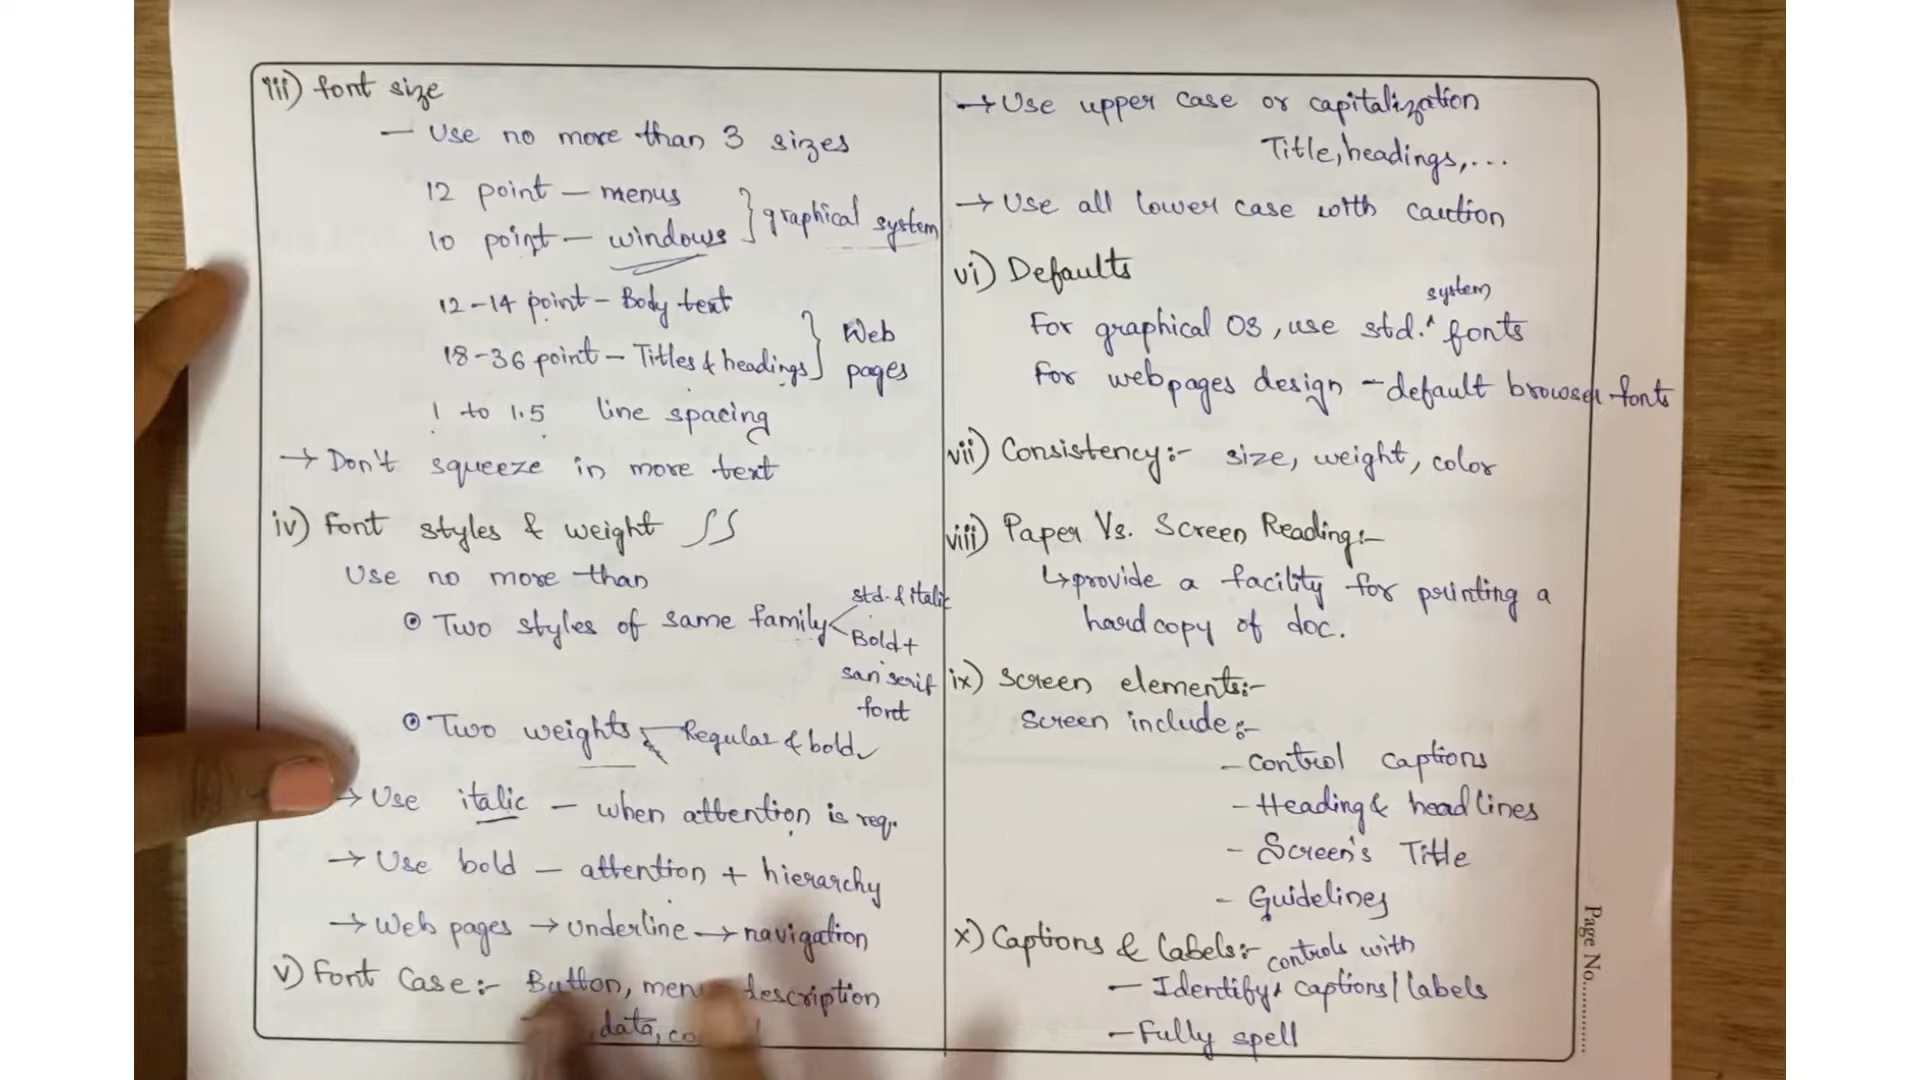 iii) font size
— Use no more than 3 sizes
12 point — menus
10 point — windows } graphical system
12-14 point - Body text
18-36 point - Titles & headings } Web pages
1 to 1.5 line spacing
→ Don't squeeze in more text
iv) Font styles & weight
Use no more than
⊙ Two styles of same family < std. & italic
Bold +
san serif
font
⊙ Two weights Regular & bold
→ Use italic — when attention is req.
→ Use bold — attention + hierarchy
→ Web pages → underline → navigation
v) Font Case:- Button, menu description
data,
→ Use upper case or capitalization
Title, headings, ...
→ Use all lower case with caution
vi) Defaults
For graphical OS, use std. ^ system fonts
For webpages design - default browser fonts
vii) Consistency:- size, weight, color
viii) Paper Vs. Screen Reading:-
↳ provide a facility for printing a
hard copy of doc.
ix) Screen elements:-
Screen include:-
- control captions
- Heading & headlines
- Screen's Title
- Guidelines
x) Captions & Labels:-
— Identify ^ controls with captions/labels
— Fully spell
Page No..............